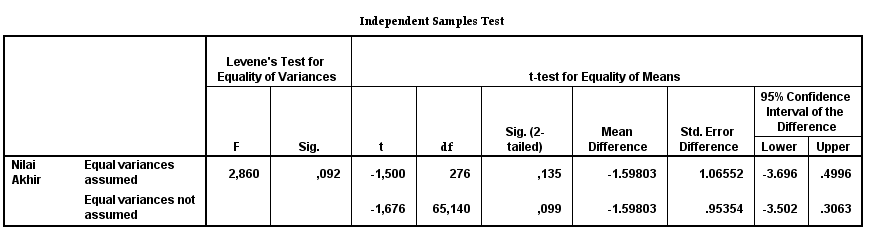 Independent Samples Test
Levene's Test for
Equality of Variances
t-test for Equality of Means
F
Sig.
t
df
Sig. (2-
tailed)
Mean
Difference
Std. Error
Difference
95% Confidence
Interval of the
Difference
Lower
Upper
Nilai
Akhir
Equal variances
assumed
2,860 ,092 -1,500 276 ,135 -1.59803 1.06552 -3.696 .4996
Equal variances not
assumed
-1,676 65,140 ,099 -1.59803 .95354 -3.502 .3063